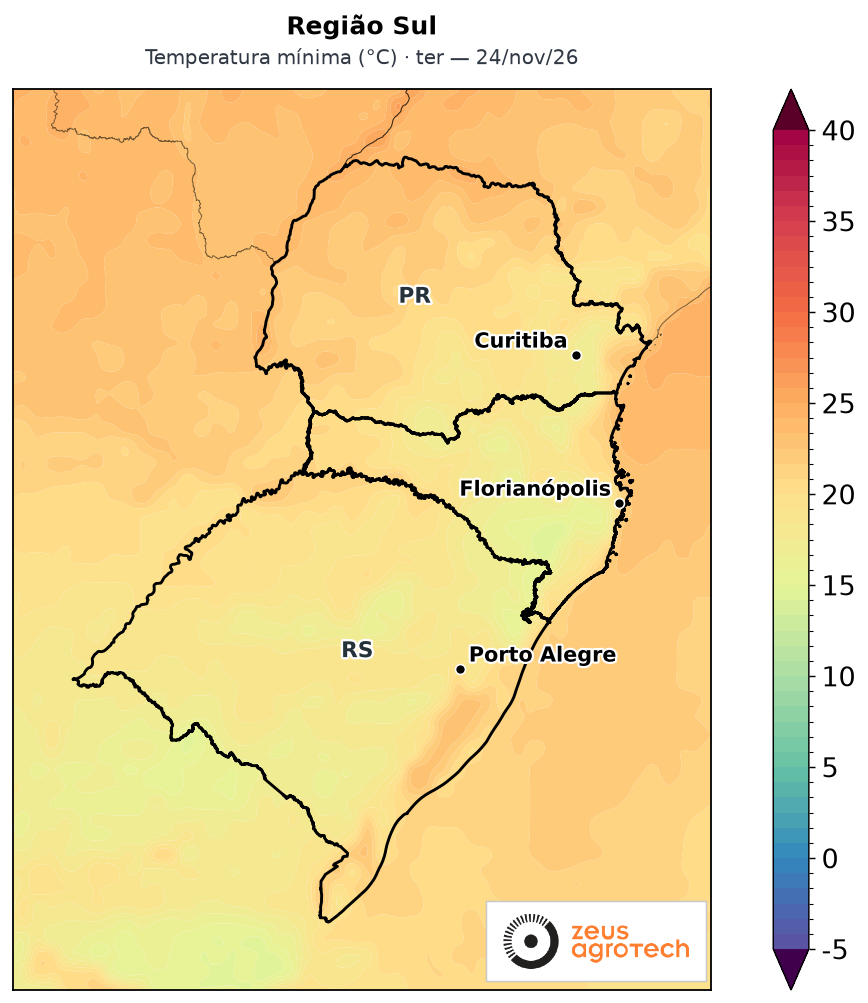 Região Sul
Temperatura mínima (°C) · ter — 24/nov/26
PR
Curitiba
Florianópolis
RS
Porto Alegre
40
35
30
25
20
15
10
5
0
-5
zeus
agrotech